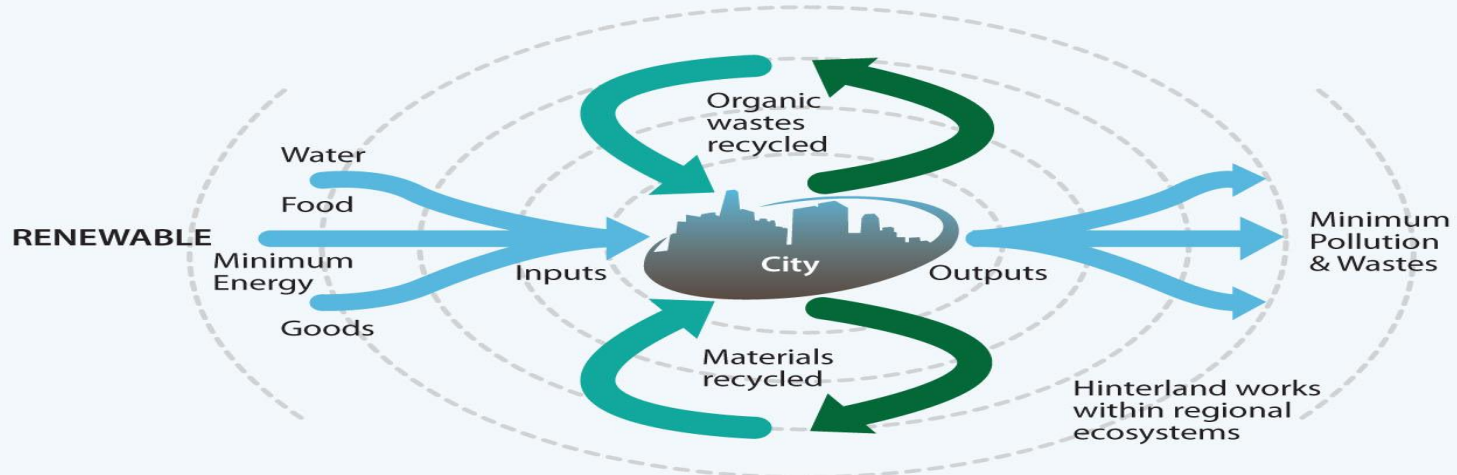 Organic
wastes
recycled
Water
Food
RENEWABLE
Minimum
Energy
Goods
Inputs
City
Outputs
Minimum
Pollution
& Wastes
Materials
recycled
Hinterland works
within regional
ecosystems